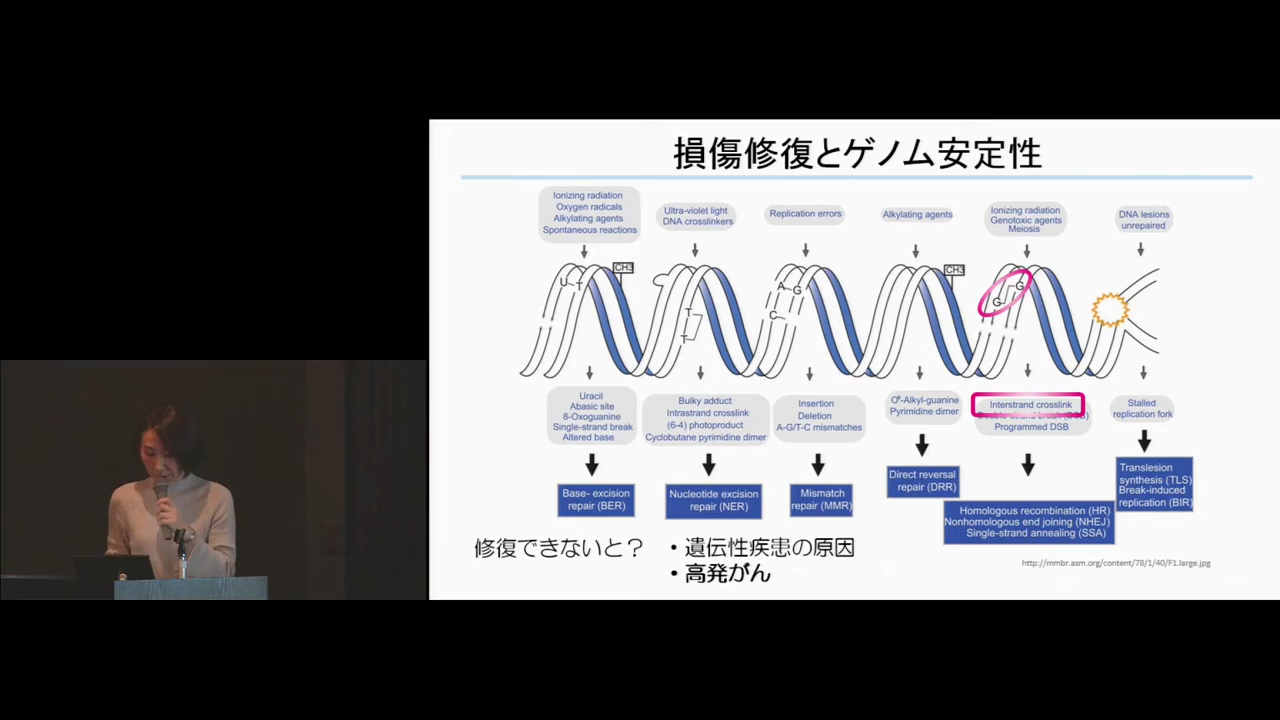 損傷修復とゲノム安定性
Ionizing radiation
Oxygen radicals
Alkylating agents
Spontaneous reactions
Ultra-violet light
DNA crosslinkers
Replication errors
Alkylating agents
Ionizing radiation
Genotoxic agents
Meiosis
DNA lesions
unrepaired
CH3
U T
T
T
A G
C
CH3
G G
Uracil
Abasic site
8-Oxoguanine
Single-strand break
Altered base
Bulky adduct
Intrastrand crosslink
(6-4) photoproduct
Cyclobutane pyrimidine dimer
Insertion
Deletion
A-G/T-C mismatches
O⁶-Alkyl-guanine
Pyrimidine dimer
Interstrand crosslink
Double-strand break (DSB)
Programmed DSB
Stalled
replication fork
Base- excision
repair (BER)
Nucleotide excision
repair (NER)
Mismatch
repair (MMR)
Direct reversal
repair (DRR)
Homologous recombination (HR)
Nonhomologous end joining (NHEJ)
Single-strand annealing (SSA)
Translesion
synthesis (TLS)
Break-induced
replication (BIR)
修復できないと？
・遺伝性疾患の原因
・高発がん
http://mmbr.asm.org/content/78/1/40/F1.large.jpg